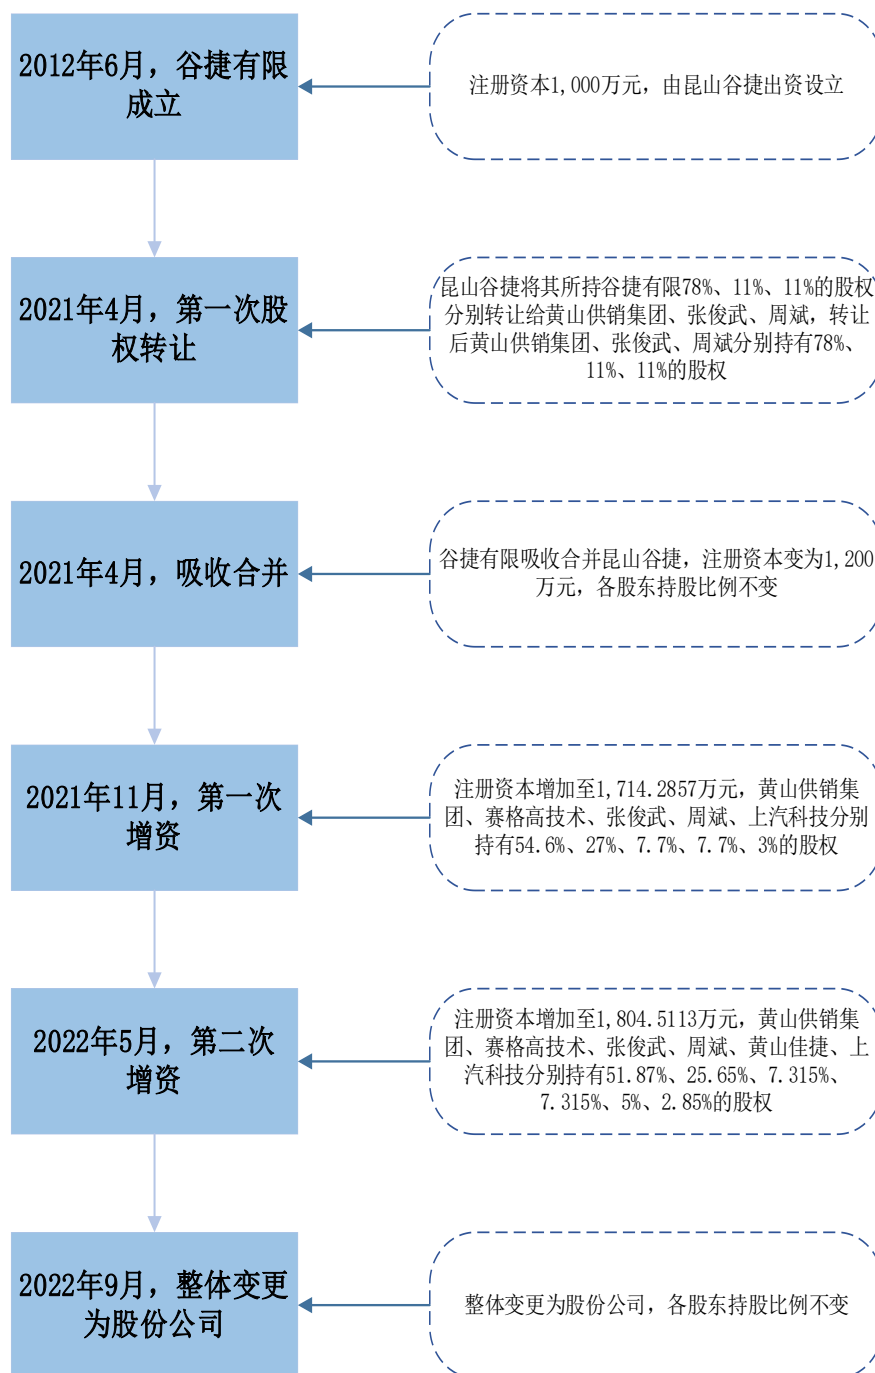 2012年6月，谷捷有限
成立
注册资本1,000万元，由昆山谷捷出资设立
2021年4月，第一次股
权转让
昆山谷捷将其所持谷捷有限78%、11%、11%的股权
分别转让给黄山供销集团、张俊武、周斌，转让
后黄山供销集团、张俊武、周斌分别持有78%、
11%、11%的股权
2021年4月，吸收合并
谷捷有限吸收合并昆山谷捷，注册资本变为1,200
万元，各股东持股比例不变
2021年11月，第一次
增资
注册资本增加至1,714.2857万元，黄山供销集
团、赛格高技术、张俊武、周斌、上汽科技分别
持有54.6%、27%、7.7%、7.7%、3%的股权
2022年5月，第二次
增资
注册资本增加至1,804.5113万元，黄山供销集
团、赛格高技术、张俊武、周斌、黄山佳捷、上
汽科技分别持有51.87%、25.65%、7.315%、
7.315%、5%、2.85%的股权
2022年9月，整体变更
为股份公司
整体变更为股份公司，各股东持股比例不变